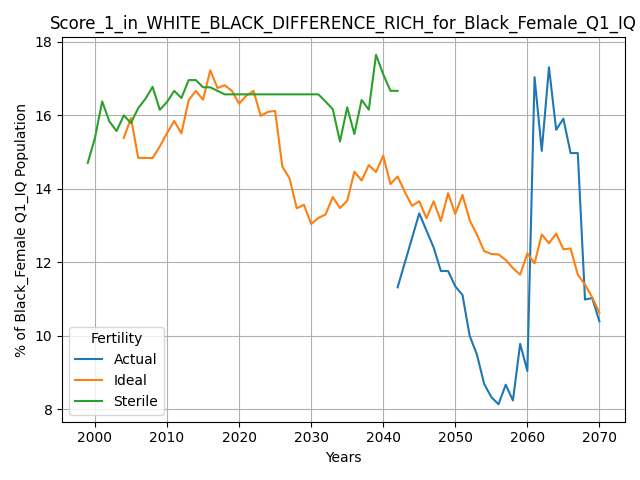 Score_1_in_WHITE_BLACK_DIFFERENCE_RICH_for_Black_Female_Q1_IQ
% of Black_Female Q1_IQ Population
18
16
14
12
10
8
Fertility
Actual
Ideal
Sterile
2000 2010 2020 2030 2040 2050 2060 2070
Years